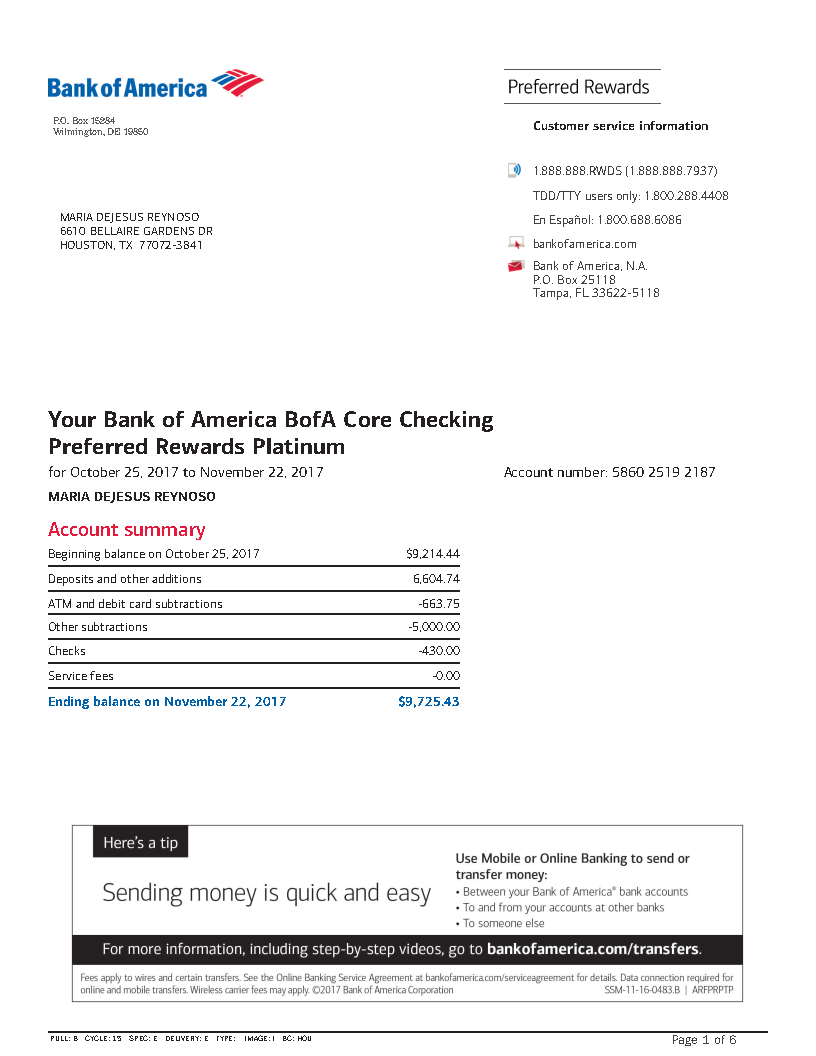 Bank of America
Preferred Rewards
P.O. Box 15284
Wilmington, DE 19850
Customer service information
1.888.888.RWDS (1.888.888.7937)
TDD/TTY users only: 1.800.288.4408
En Español: 1.800.688.6086
bankofamerica.com
Bank of America, N.A.
P.O. Box 25118
Tampa, FL 33622-5118
MARIA DEJESUS REYNOSO
6610 BELLAIRE GARDENS DR
HOUSTON, TX 77072-3841
Your Bank of America BofA Core Checking
Preferred Rewards Platinum
for October 25, 2017 to November 22, 2017
Account number: 5860 2519 2187
MARIA DEJESUS REYNOSO
Account summary
Beginning balance on October 25, 2017 $9,214.44
Deposits and other additions 6,604.74
ATM and debit card subtractions -663.75
Other subtractions -5,000.00
Checks -430.00
Service fees -0.00
Ending balance on November 22, 2017 $9,725.43
Here's a tip
Sending money is quick and easy
Use Mobile or Online Banking to send or
transfer money:
• Between your Bank of America® bank accounts
• To and from your accounts at other banks
• To someone else
For more information, including step-by-step videos, go to bankofamerica.com/transfers.
Fees apply to wires and certain transfers. See the Online Banking Service Agreement at bankofamerica.com/serviceagreement for details. Data connection required for
online and mobile transfers. Wireless carrier fees may apply. ©2017 Bank of America Corporation SSM-11-16-0483.B | ARFPRPTP
PULL: B CYCLE: 15 SPEC: E DELIVERY: E TYPE: IMAGE: I BC: HOU
Page 1 of 6